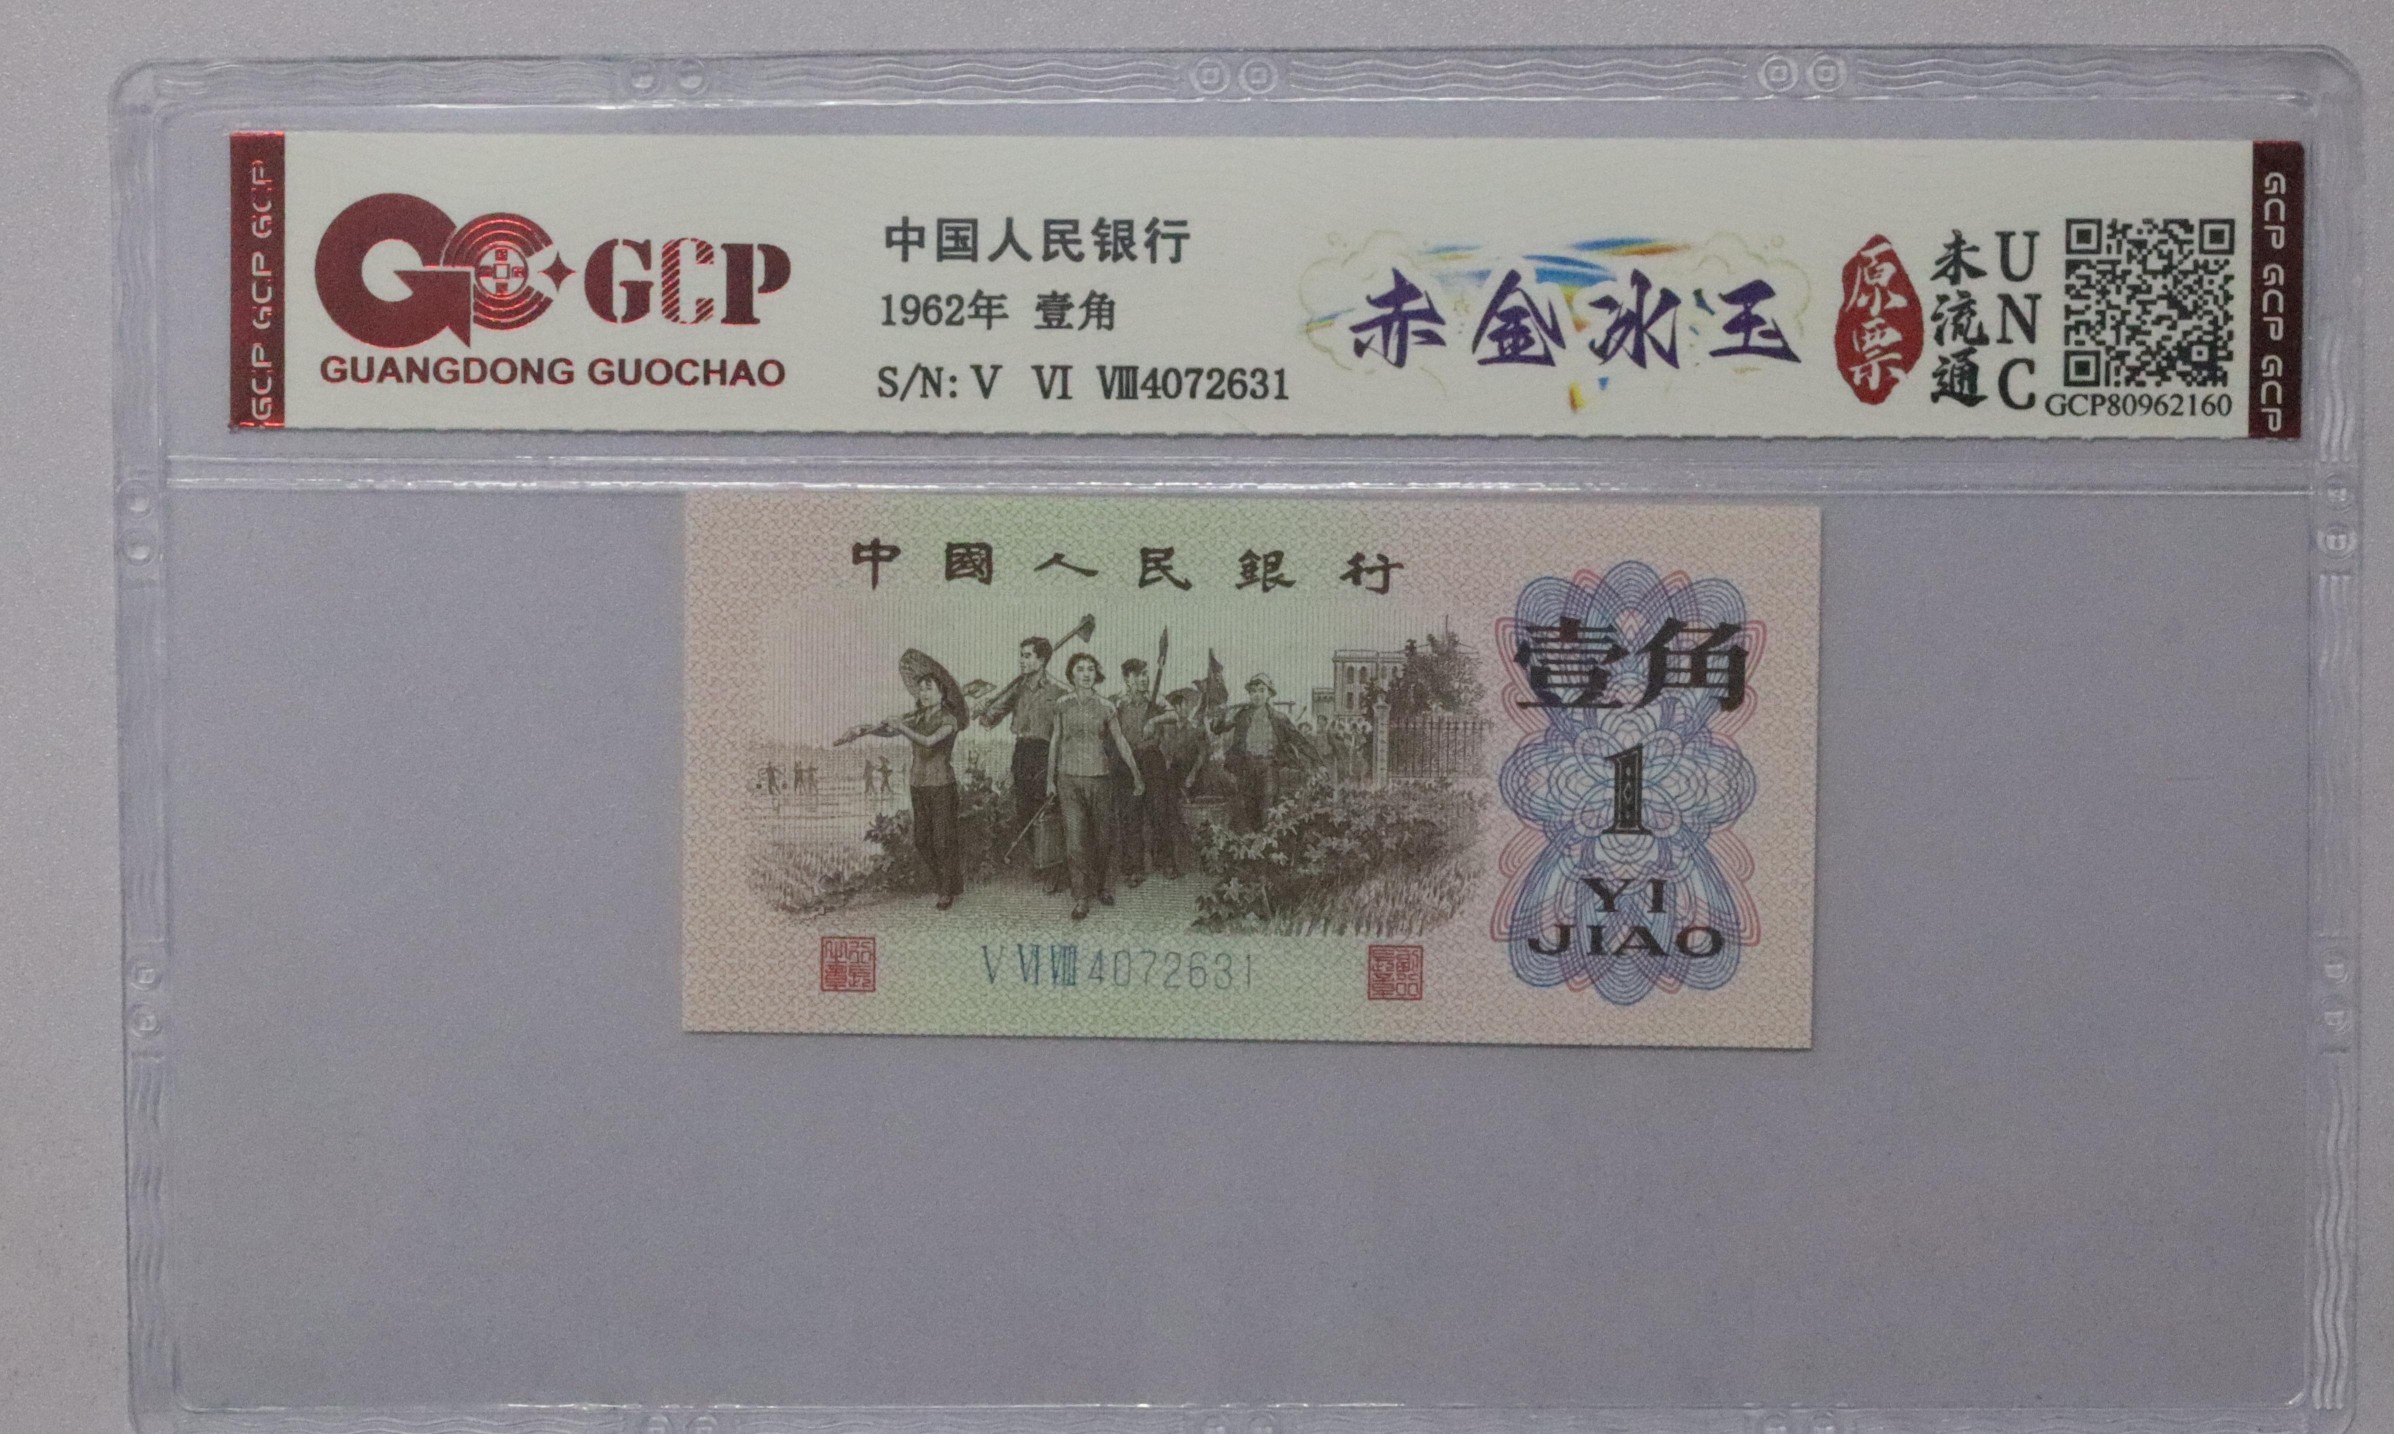 GCP GCP GCP
GCP
GUANGDONG GUOCHAO
中国人民银行
1962年 壹角
S/N: Ⅴ Ⅵ Ⅷ4072631
赤金冰玉
原票
未流通
UNC
GCP80962160
GCP GCP GCP
中國人民銀行
壹角
1
YI
JIAO
Ⅴ Ⅵ Ⅷ 4072631